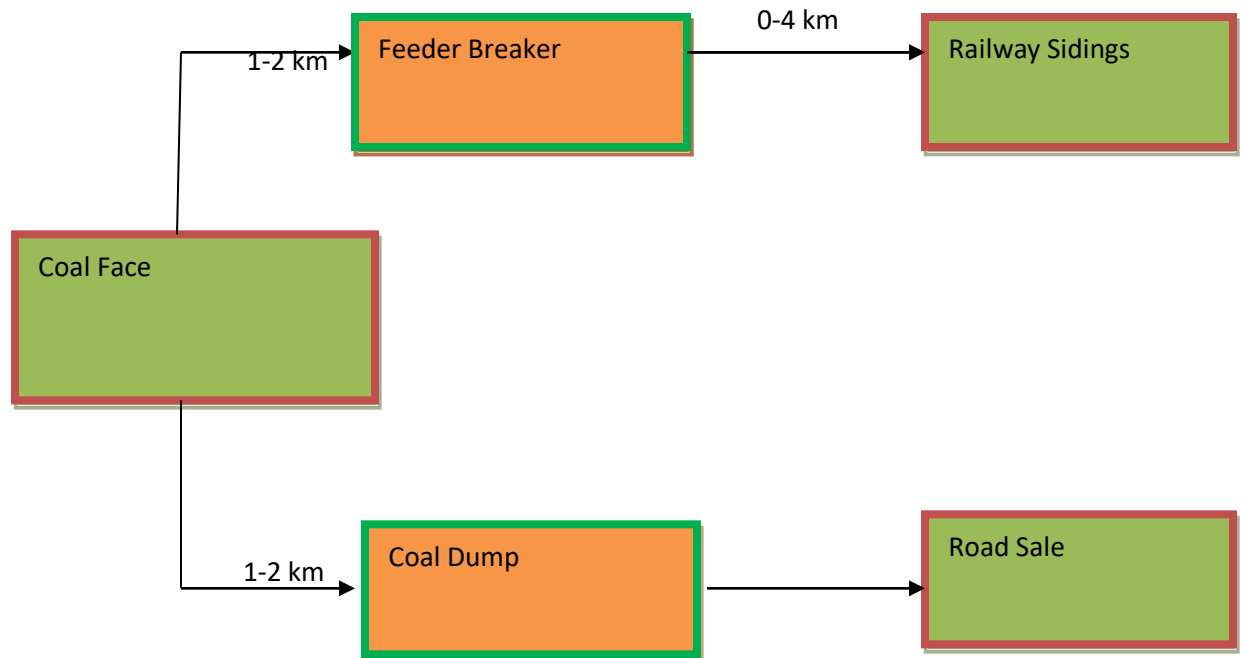 0-4 km
Feeder Breaker
Railway Sidings
1-2 km
Coal Face
Road Sale
Coal Dump
1-2 km